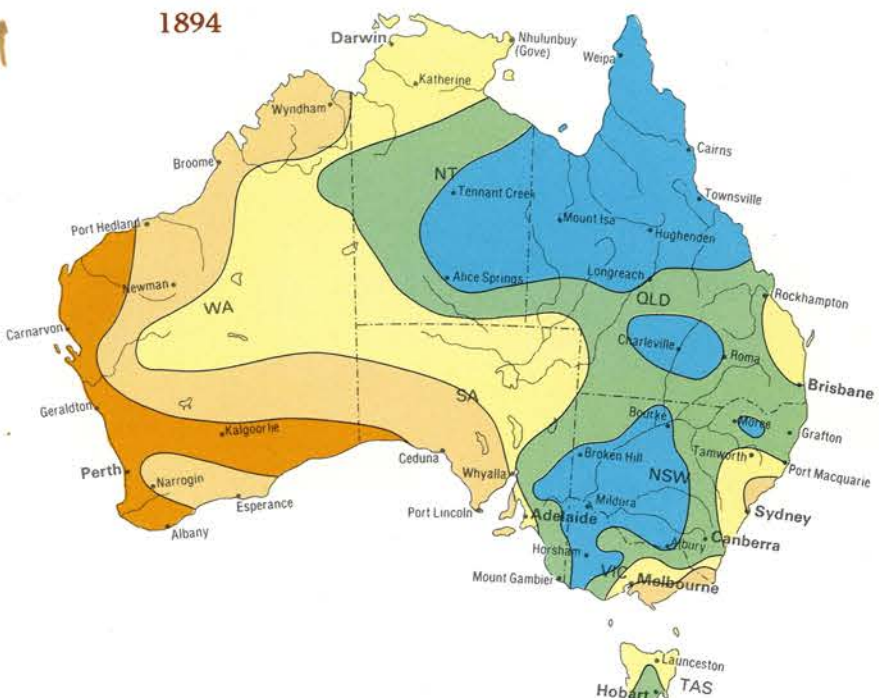 1894
Darwin
Nhulunbuy
(Gove)
Weipa
Katherine
Wyndham
Cairns
Broome
NT
Tennant Creek
Townsville
Mount Isa
Port Hedland
Hughenden
Alice Springs
Longreach
Newman
QLD
Rockhampton
WA
Carnarvon
Charleville
Roma
Brisbane
SA
Geraldton
Bourke
Moree
Kalgoorlie
Grafton
Ceduna
Broken Hill
Tamworth
Perth
Whyalla
NSW
Port Macquarie
Narrogin
Mildura
Esperance
Port Lincoln
Adelaide
Sydney
Albany
Horsham
Albury
Canberra
Mount Gambier
VIC
Melbourne
Launceston
Hobart
TAS